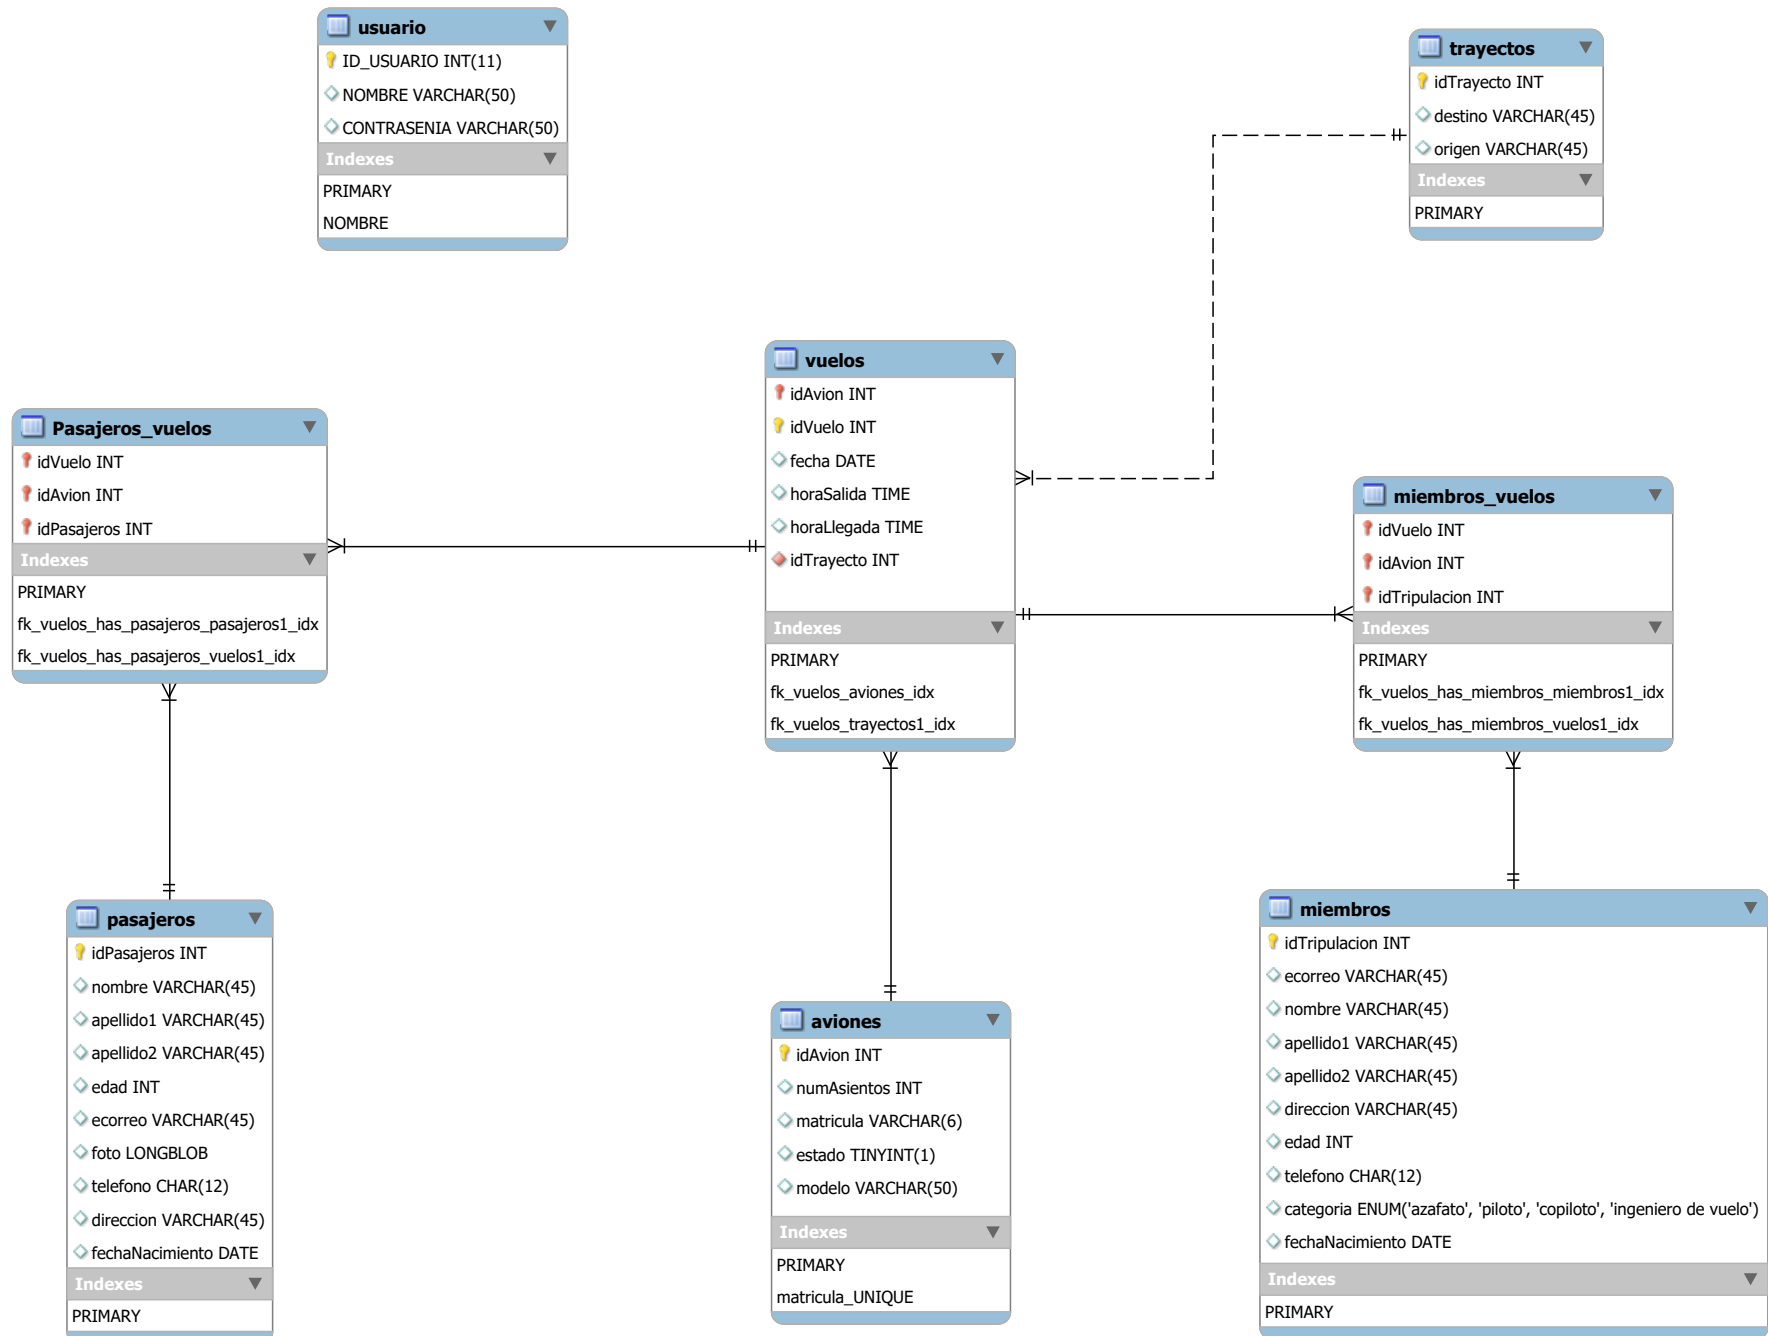 usuario
ID_USUARIO INT(11)
NOMBRE VARCHAR(50)
CONTRASENIA VARCHAR(50)
Indexes
PRIMARY
NOMBRE
trayectos
idTrayecto INT
destino VARCHAR(45)
origen VARCHAR(45)
Indexes
PRIMARY
vuelos
idAvion INT
idVuelo INT
fecha DATE
horaSalida TIME
horaLlegada TIME
idTrayecto INT
Indexes
PRIMARY
fk_vuelos_aviones_idx
fk_vuelos_trayectos1_idx
Pasajeros_vuelos
idVuelo INT
idAvion INT
idPasajeros INT
Indexes
PRIMARY
fk_vuelos_has_pasajeros_pasajeros1_idx
fk_vuelos_has_pasajeros_vuelos1_idx
miembros_vuelos
idVuelo INT
idAvion INT
idTripulacion INT
Indexes
PRIMARY
fk_vuelos_has_miembros_miembros1_idx
fk_vuelos_has_miembros_vuelos1_idx
pasajeros
idPasajeros INT
nombre VARCHAR(45)
apellido1 VARCHAR(45)
apellido2 VARCHAR(45)
edad INT
ecorreo VARCHAR(45)
foto LONGBLOB
telefono CHAR(12)
direccion VARCHAR(45)
fechaNacimiento DATE
Indexes
PRIMARY
aviones
idAvion INT
numAsientos INT
matricula VARCHAR(6)
estado TINYINT(1)
modelo VARCHAR(50)
Indexes
PRIMARY
matricula_UNIQUE
miembros
idTripulacion INT
ecorreo VARCHAR(45)
nombre VARCHAR(45)
apellido1 VARCHAR(45)
apellido2 VARCHAR(45)
direccion VARCHAR(45)
edad INT
telefono CHAR(12)
categoria ENUM('azafato', 'piloto', 'copiloto', 'ingeniero de vuelo')
fechaNacimiento DATE
Indexes
PRIMARY